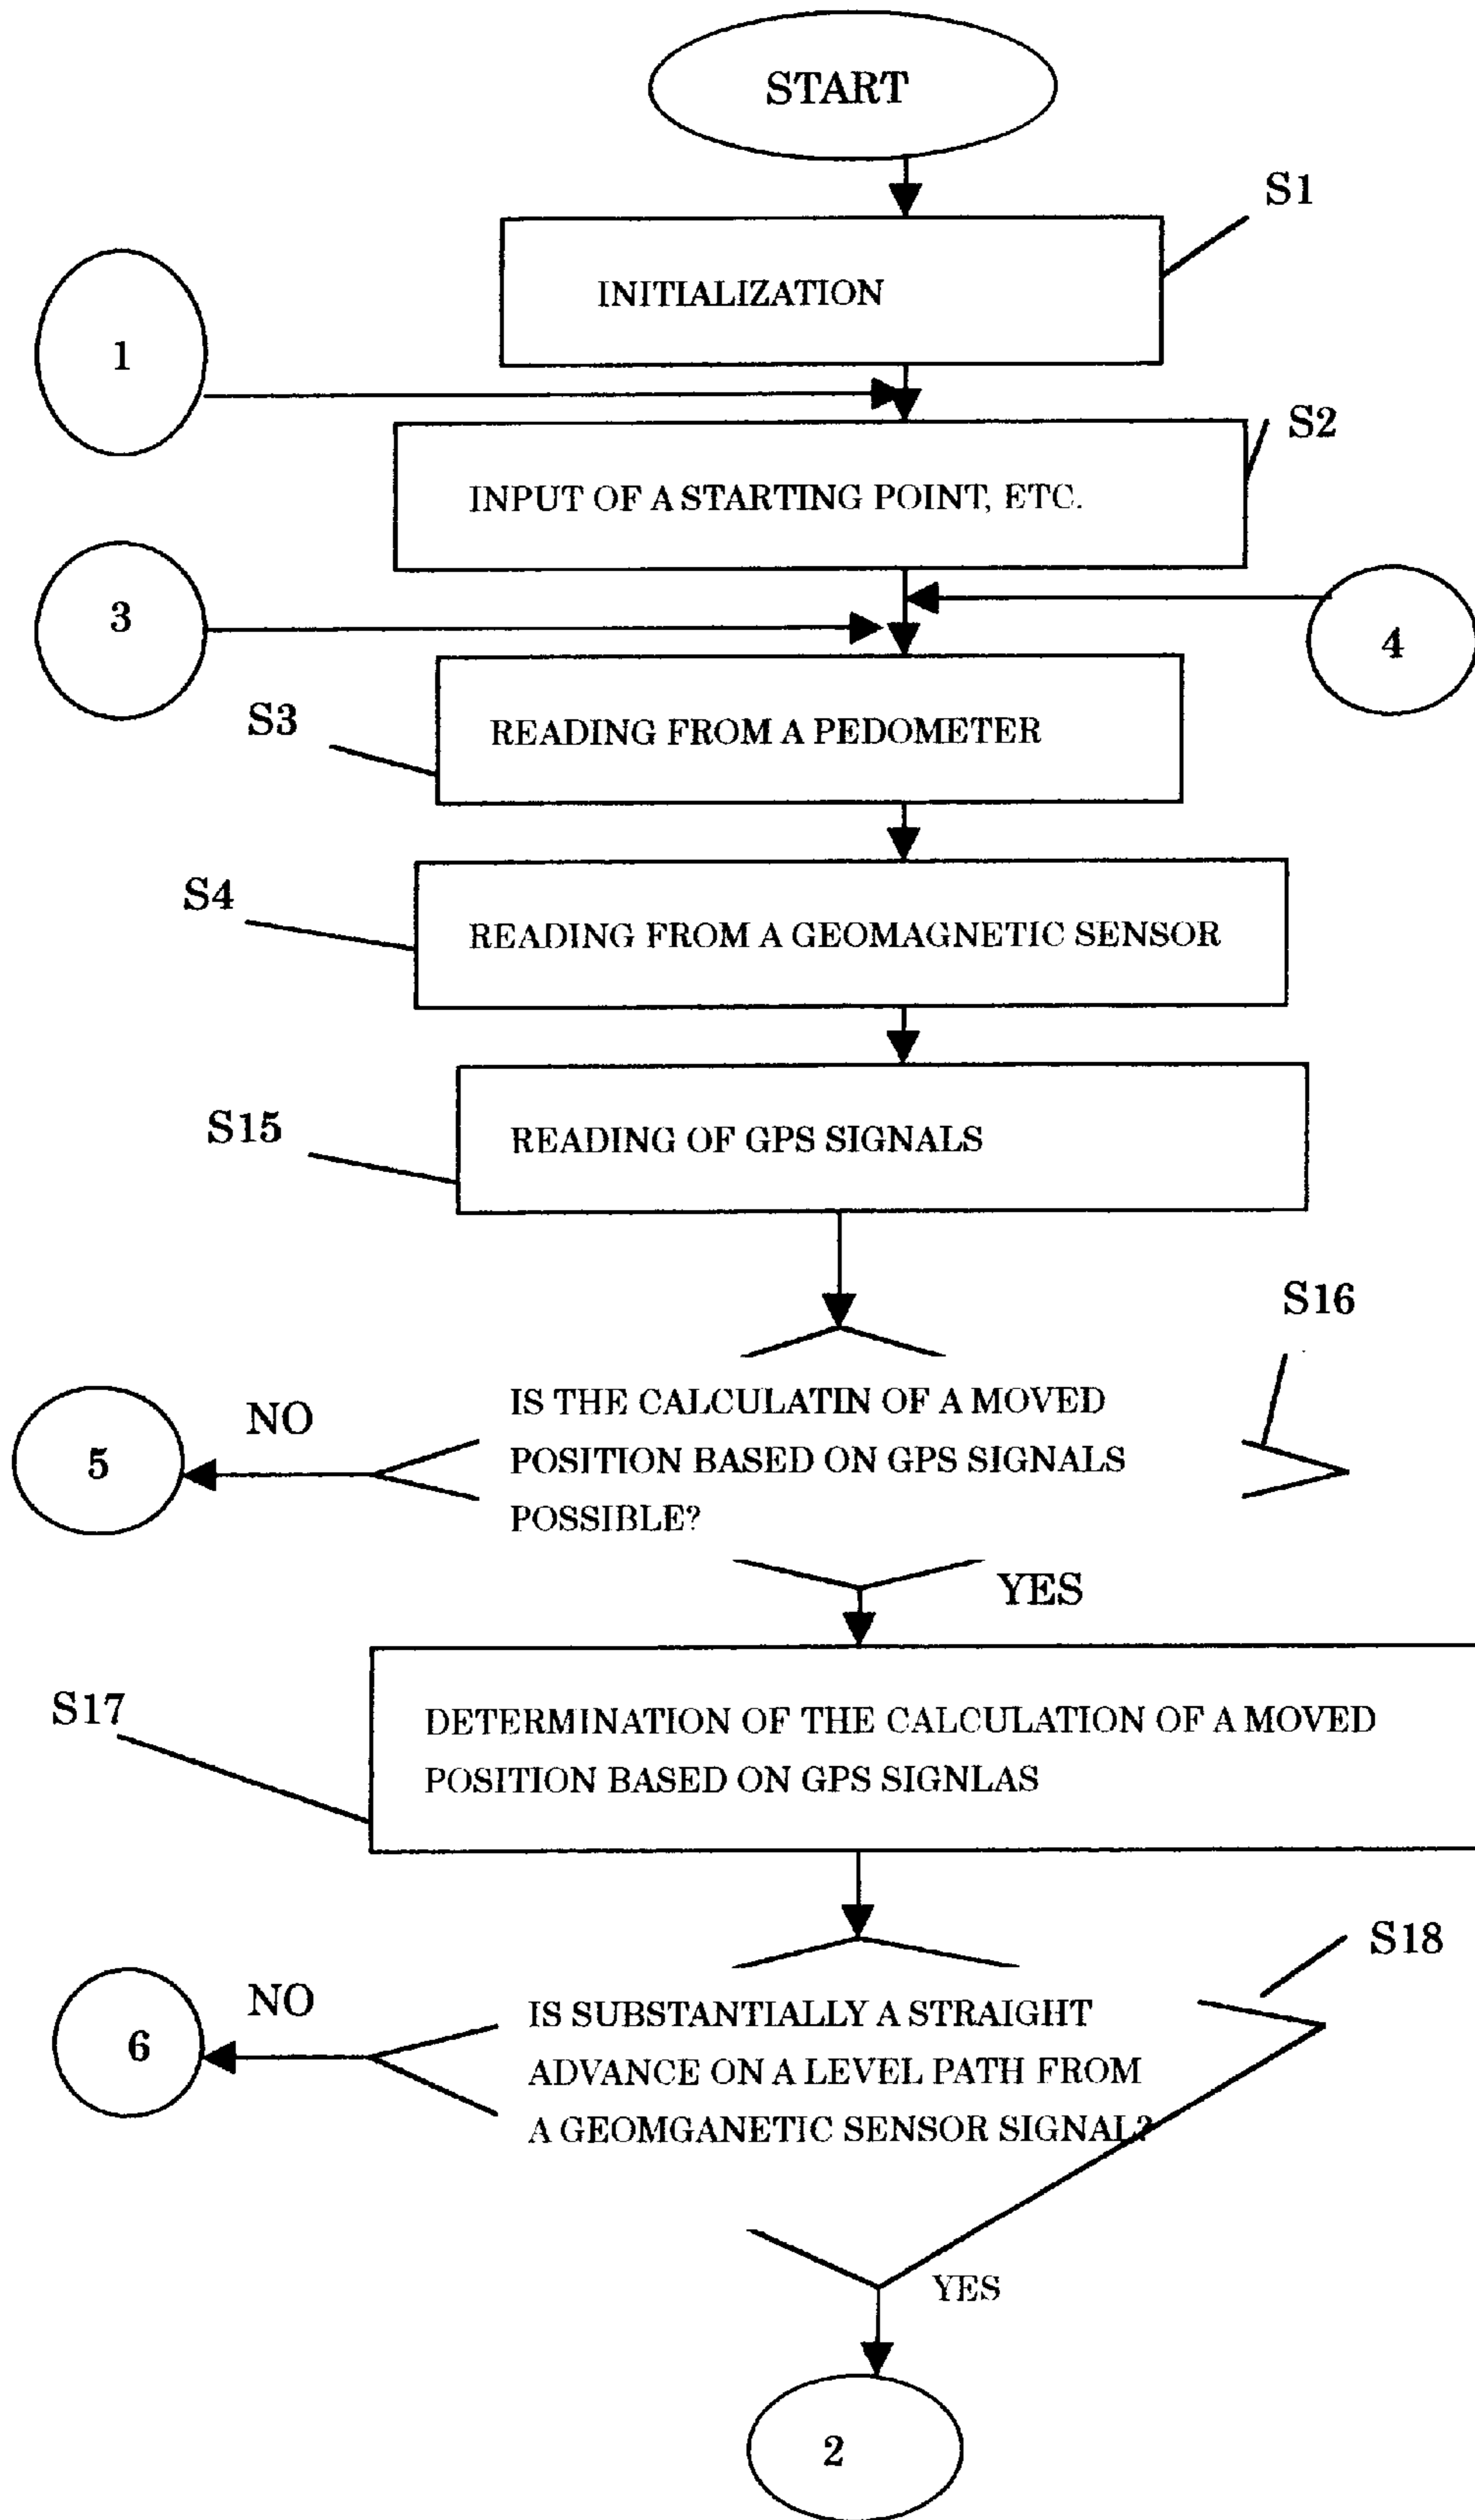 START
S1
INITIALIZATION
1
S2
INPUT OF A STARTING POINT, ETC.
3
4
S3
READING FROM A PEDOMETER
S4
READING FROM A GEOMAGNETIC SENSOR
S15
READING OF GPS SIGNALS
S16
IS THE CALCULATIN OF A MOVED
POSITION BASED ON GPS SIGNALS
POSSIBLE?
NO
5
YES
S17
DETERMINATION OF THE CALCULATION OF A MOVED
POSITION BASED ON GPS SIGNLAS
S18
NO
6
IS SUBSTANTIALLY A STRAIGHT
ADVANCE ON A LEVEL PATH FROM
A GEOMGANETIC SENSOR SIGNAL?
YES
2